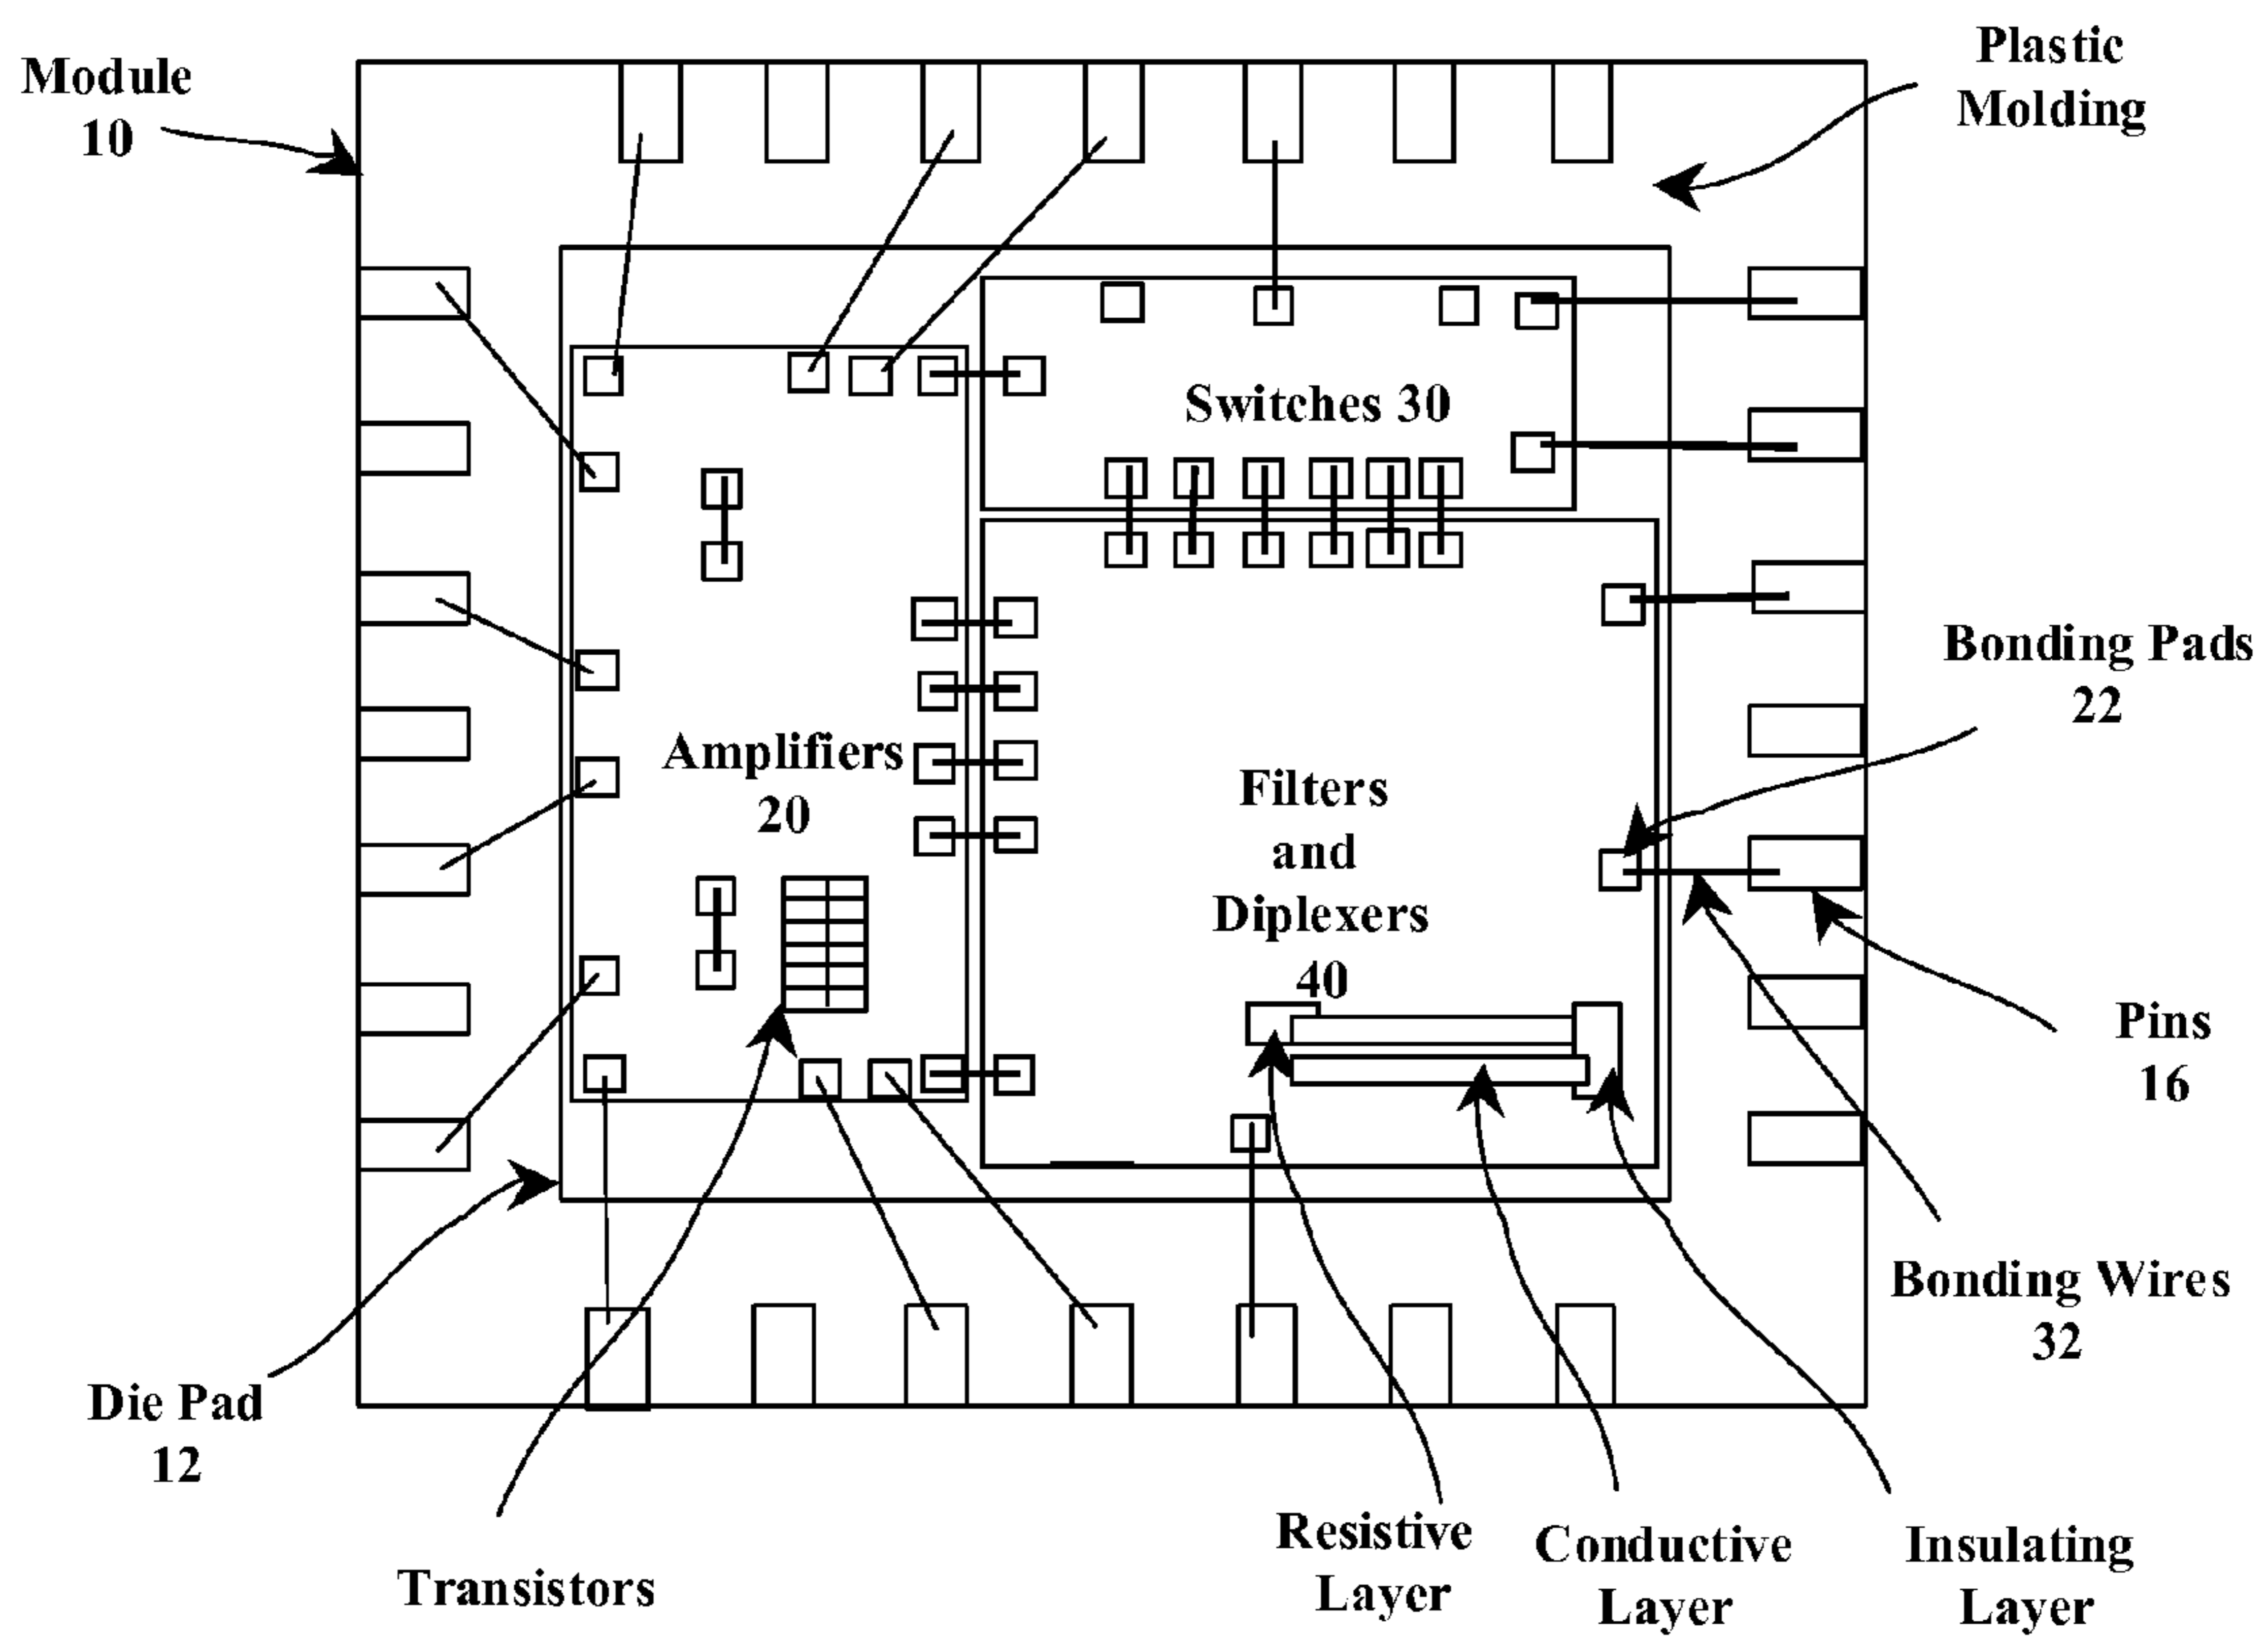 Module
10
Plastic
Molding
Switches 30
Bonding Pads
22
Amplifiers
20
Filters
and
Diplexers
40
Pins
16
Bonding Wires
32
Die Pad
12
Transistors
Resistive
Layer
Conductive
Layer
Insulating
Layer